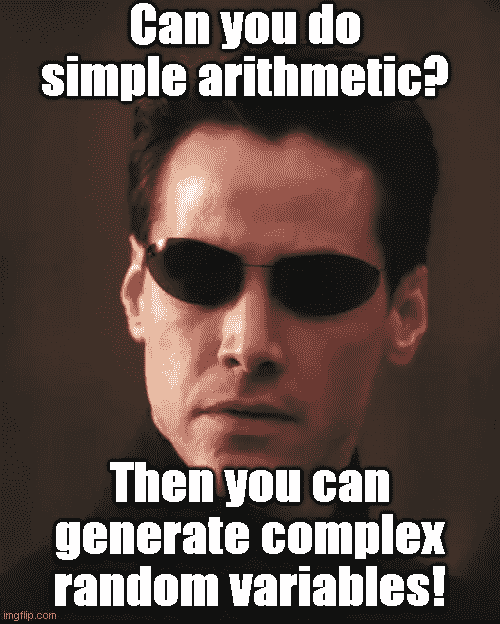 Can you do
simple arithmetic?
Then you can
generate complex
random variables!
imgflip.com